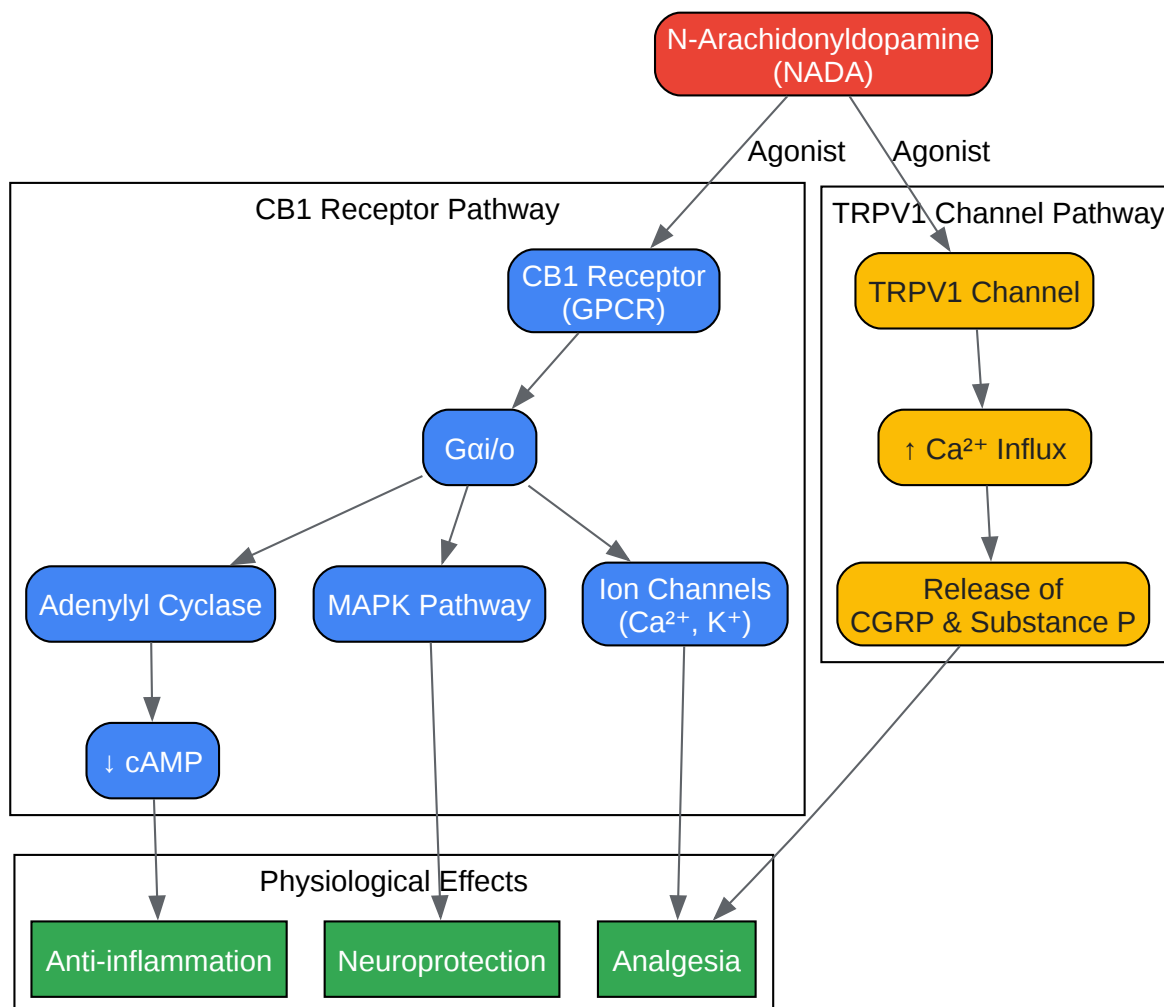 N-Arachidonyldopamine
(NADA)
Agonist
Agonist
CB1 Receptor Pathway
TRPV1 Channel Pathway
CB1 Receptor
(GPCR)
TRPV1 Channel
Gαi/o
↑ Ca²⁺ Influx
Adenylyl Cyclase
MAPK Pathway
Ion Channels
(Ca²⁺, K⁺)
Release of
CGRP & Substance P
↓ cAMP
Physiological Effects
Anti-inflammation
Neuroprotection
Analgesia